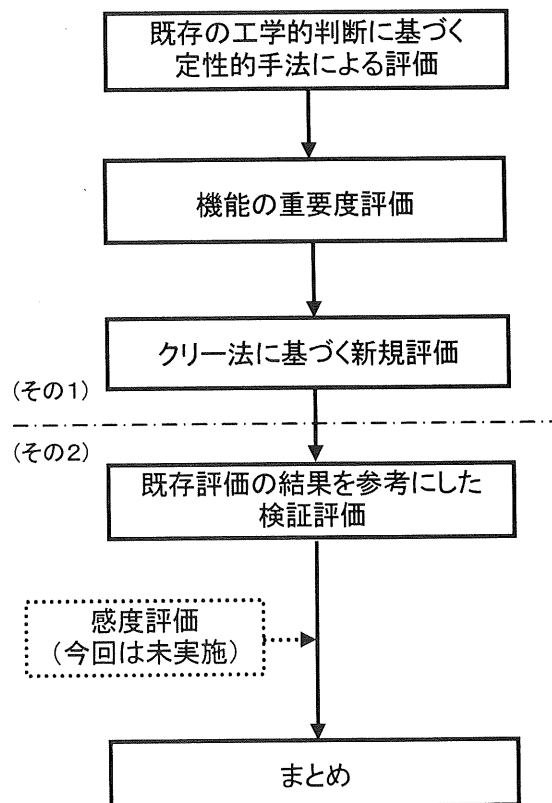 既存の工学的判断に基づく
定性的手法による評価
機能の重要度評価
クリー法に基づく新規評価
(その1)
(その2)
既存評価の結果を参考にした
検証評価
感度評価
(今回は未実施)
まとめ